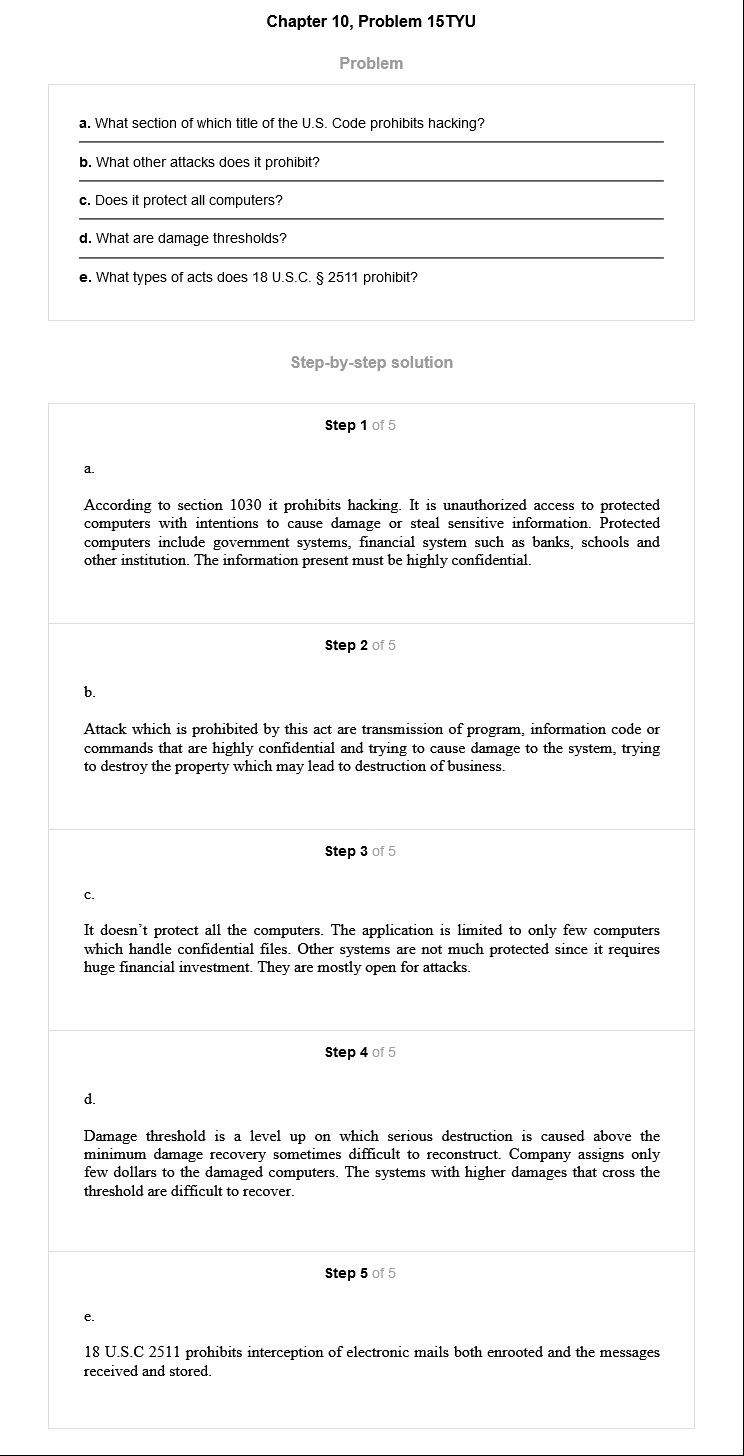 Chapter 10, Problem 15TYU
Problem
a. What section of which title of the U.S. Code prohibits hacking?
b. What other attacks does it prohibit?
c. Does it protect all computers?
d. What are damage thresholds?
e. What types of acts does 18 U.S.C. § 2511 prohibit?
Step-by-step solution
Step 1 of 5
a.
According to section 1030 it prohibits hacking. It is unauthorized access to protected
computers with intentions to cause damage or steal sensitive information. Protected
computers include government systems, financial system such as banks, schools and
other institution. The information present must be highly confidential.
Step 2 of 5
b.
Attack which is prohibited by this act are transmission of program, information code or
commands that are highly confidential and trying to cause damage to the system, trying
to destroy the property which may lead to destruction of business.
Step 3 of 5
c.
It doesn’t protect all the computers. The application is limited to only few computers
which handle confidential files. Other systems are not much protected since it requires
huge financial investment. They are mostly open for attacks.
Step 4 of 5
d.
Damage threshold is a level up on which serious destruction is caused above the
minimum damage recovery sometimes difficult to reconstruct. Company assigns only
few dollars to the damaged computers. The systems with higher damages that cross the
threshold are difficult to recover.
Step 5 of 5
e.
18 U.S.C 2511 prohibits interception of electronic mails both enrooted and the messages
received and stored.